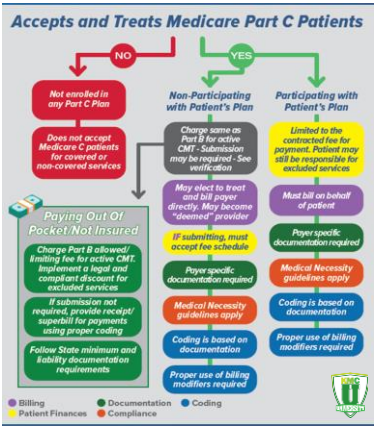 Accepts and Treats Medicare Part C Patients
NO
YES
Not enrolled in
any Part C Plan
Does not accept
Medicare C patients
for covered or
non-covered services
Non-Participating
with Patient's Plan
Charge same as
Part B for active
CMT - Submission
may be required - See
verification
May elect to treat
and bill payer
directly. May become
"deemed" provider
IF submitting, must
accept fee schedule
Payer specific
documentation required
Medical Necessity
guidelines apply
Coding is based on
documentation
Proper use of billing
modifiers required
Participating with
Patient's Plan
Limited to the
contracted fee for
payment. Patient may
still be responsible for
excluded services
Must bill on behalf
of patient
Payer specific
documentation required
Medical Necessity
guidelines apply
Coding is based on
documentation
Proper use of billing
modifiers required
Paying Out Of
Pocket/Not Insured
Charge Part B allowed/
limiting fee for active CMT.
Implement a legal and
compliant discount for
excluded services
If submission not
required, provide receipt/
superbill for payments
using proper coding
Follow State minimum and
liability documentation
requirements
Billing
Documentation
Coding
Patient Finances
Compliance
KMC
U
UNIVERSITY